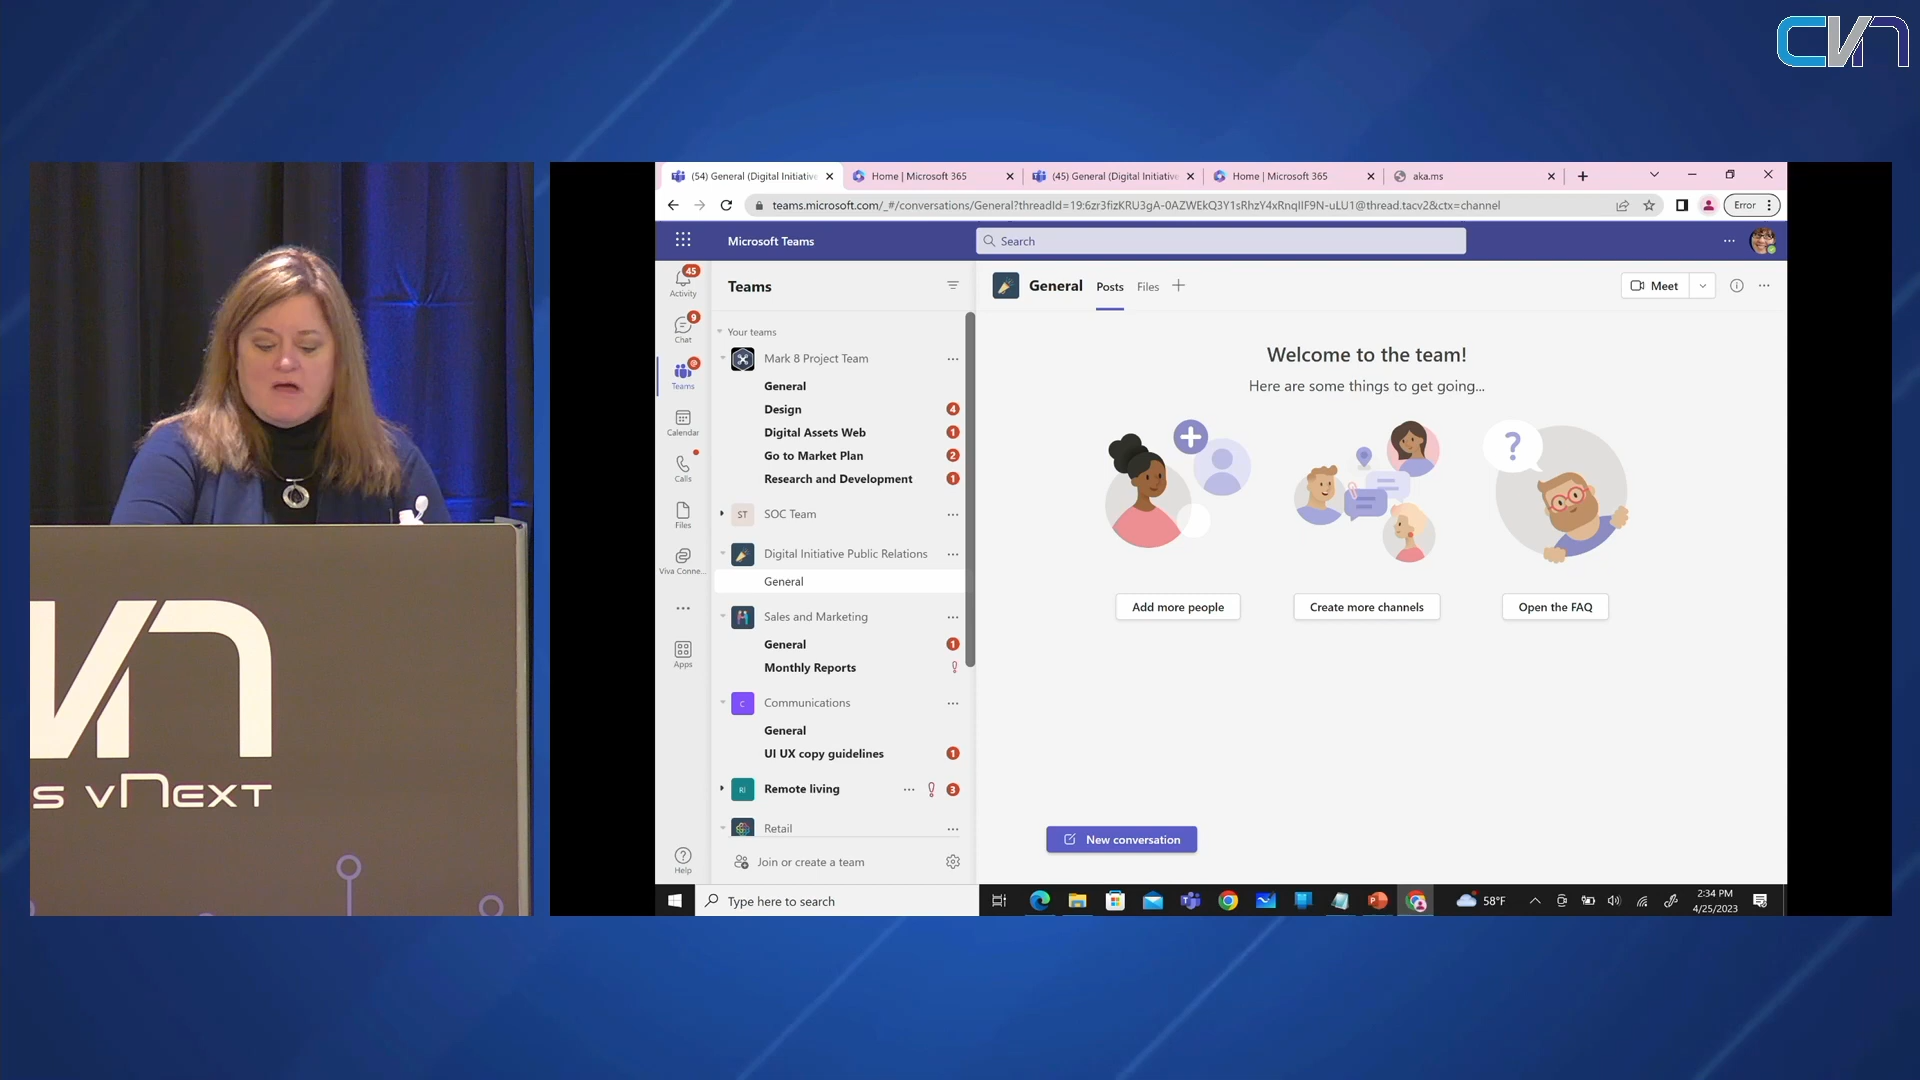 CVN
(54) General (Digital Initiative
Home | Microsoft 365
(45) General (Digital Initiative
Home | Microsoft 365
aka.ms
teams.microsoft.com/_#/conversations/General?threadId=19:6zr3fizKRU3gA-0AZWEkQ3Y1sRhzY4xRnqIIF9N-uLU1@thread.tacv2&ctx=channel
Error
Microsoft Teams
Search
45
Activity
9
Chat
Teams
Calendar
Calls
Files
Viva Conne...
Apps
Help
Teams
Your teams
Mark 8 Project Team
General
Design 4
Digital Assets Web 1
Go to Market Plan 2
Research and Development 1
ST SOC Team
Digital Initiative Public Relations
General
Sales and Marketing
General 1
Monthly Reports !
C Communications
General
UI UX copy guidelines 1
RI Remote living ! 3
Retail
Join or create a team
General Posts Files
Meet
Welcome to the team!
Here are some things to get going...
?
Add more people
Create more channels
Open the FAQ
New conversation
Type here to search
58°F
2:34 PM
4/25/2023
VN
S VNEXT